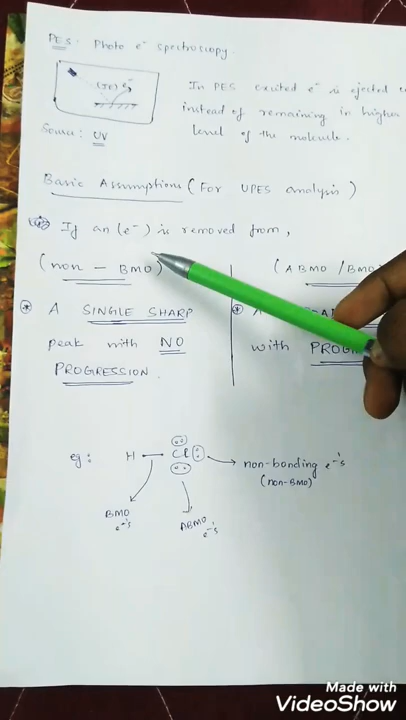 PES: Photo e⁻ spectroscopy.
(IE) e⁻
In PES excited e⁻ is ejected
instead of remaining in higher
level of the molecule.
Source: UV
Basic Assumptions (For UPES analysis)
If an (e⁻) is removed from,
(non - BMO)
(ABMO / BMO
* A SINGLE SHARP
peak with NO
PROGRESSION.
* A
with
eg: H Cl
non-bonding e⁻'s
(non-BMO)
BMO
e⁻'s
ABMO
e⁻'s
Made with
VideoShow